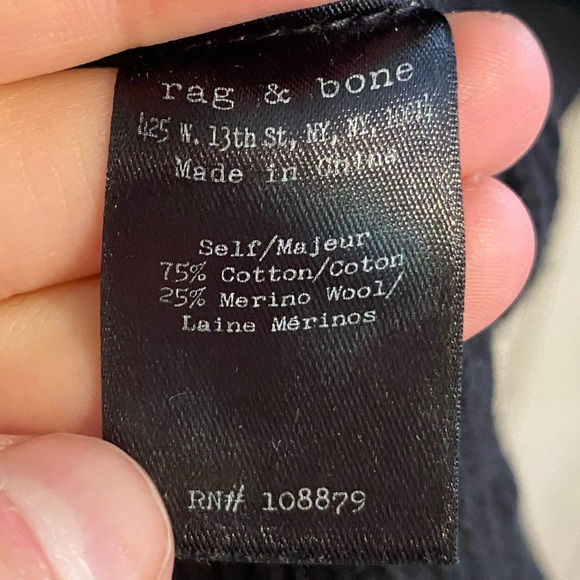 rag & bone
425 W. 13th St, NY, NY, 10014
Made in China
Self/Majeur
75% Cotton/Coton
25% Merino Wool/
Laine Mérinos
RN# 108879